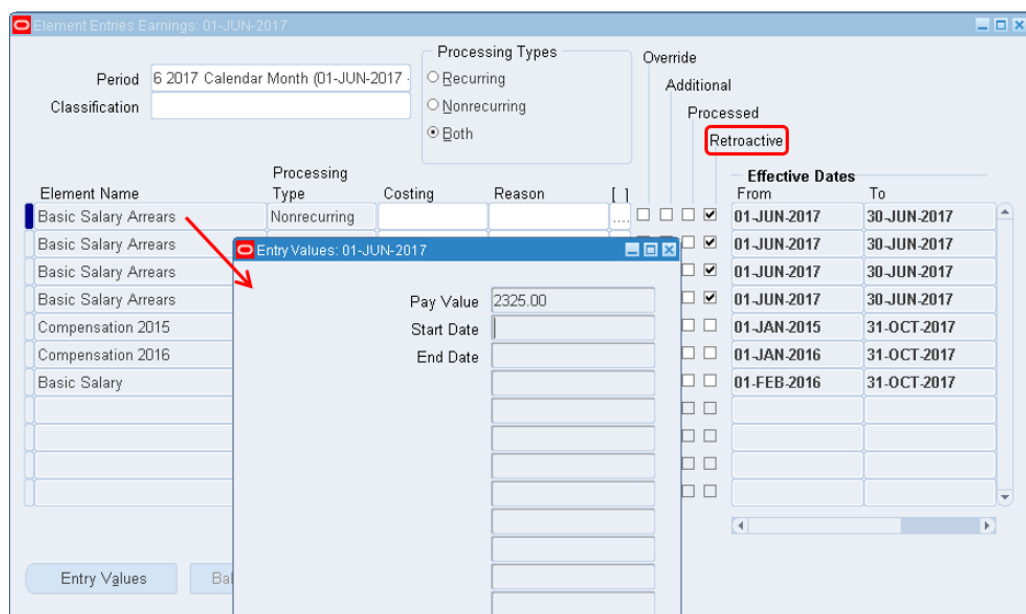 Element Entries Earnings: 01-JUN-2017
Processing Types
Override
Period 6 2017 Calendar Month (01-JUN-2017 -
Recurring
Additional
Classification
Nonrecurring
Processed
Both
Retroactive
Processing
Effective Dates
Element Name Type Costing Reason [ ] From To
Basic Salary Arrears Nonrecurring .... 01-JUN-2017 30-JUN-2017
Basic Salary Arrears 01-JUN-2017 30-JUN-2017
Entry Values: 01-JUN-2017
Basic Salary Arrears 01-JUN-2017 30-JUN-2017
Basic Salary Arrears 01-JUN-2017 30-JUN-2017
Pay Value 2325.00
Compensation 2015 01-JAN-2015 31-OCT-2017
Start Date
Compensation 2016 01-JAN-2016 31-OCT-2017
End Date
Basic Salary 01-FEB-2016 31-OCT-2017
Entry Values Bal